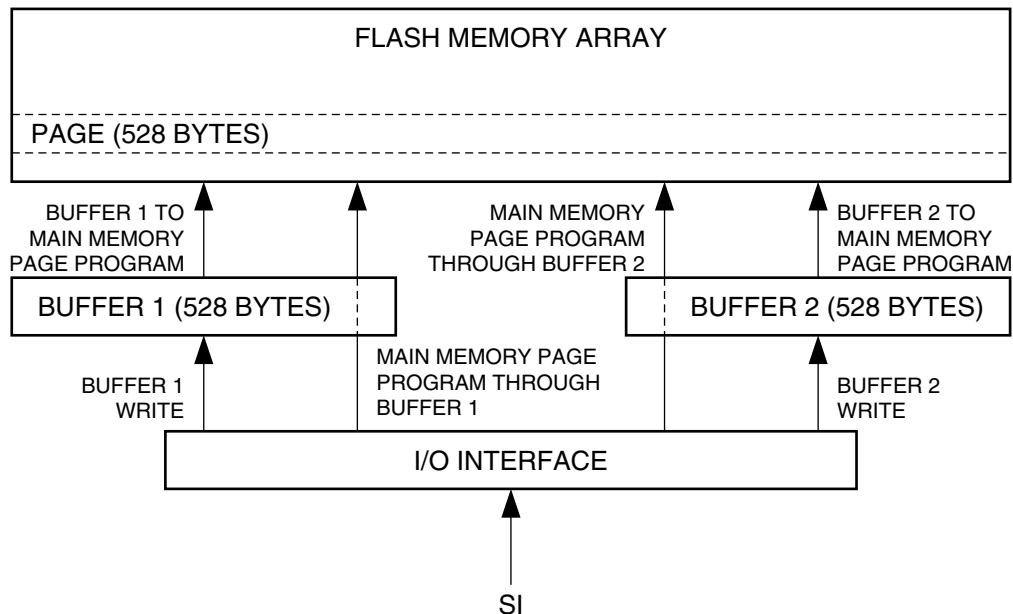 FLASH MEMORY ARRAY
PAGE (528 BYTES)
BUFFER 1 TO
MAIN MEMORY
PAGE PROGRAM
MAIN MEMORY
PAGE PROGRAM
THROUGH BUFFER 2
BUFFER 2 TO
MAIN MEMORY
PAGE PROGRAM
BUFFER 1 (528 BYTES)
BUFFER 2 (528 BYTES)
BUFFER 1
WRITE
MAIN MEMORY PAGE
PROGRAM THROUGH
BUFFER 1
BUFFER 2
WRITE
I/O INTERFACE
SI